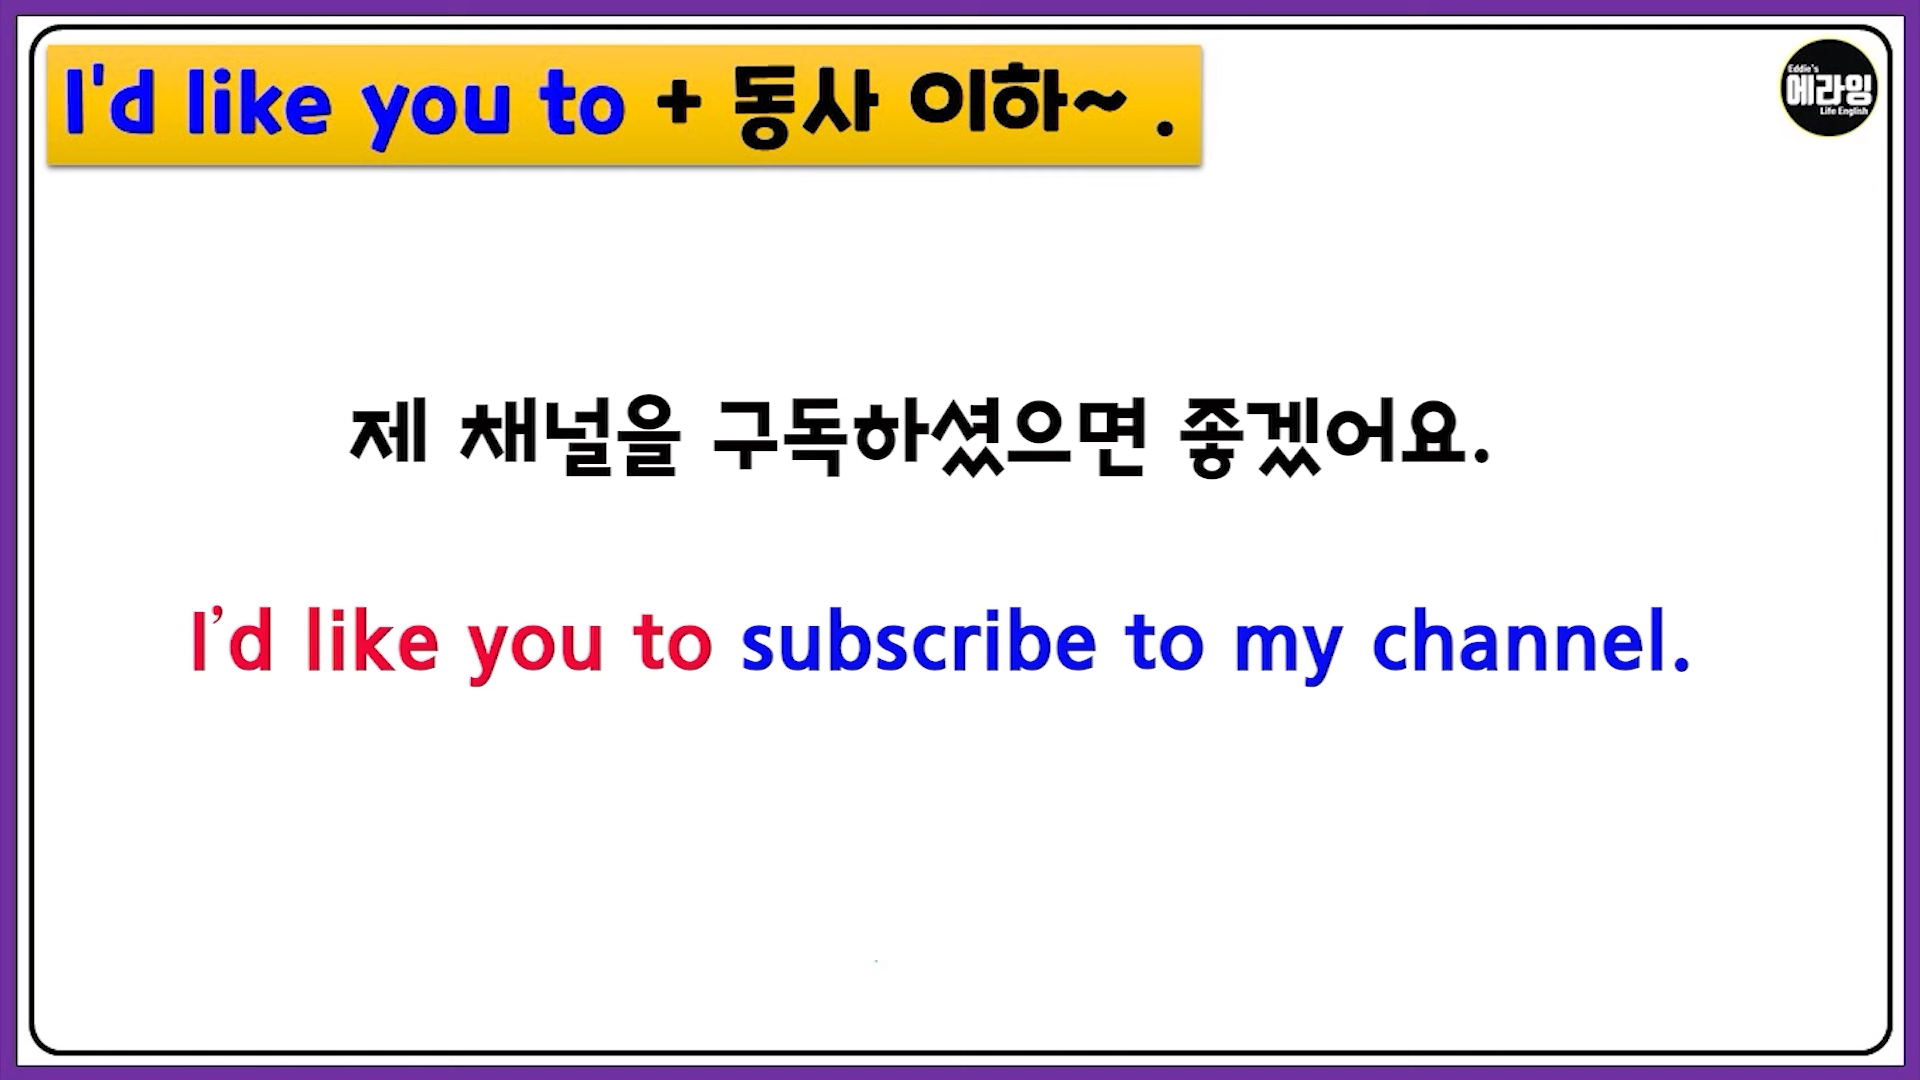 I'd like you to + 동사 이하~ .
Eddie's
에라잉
Life English
제 채널을 구독하셨으면 좋겠어요.
I’d like you to subscribe to my channel.